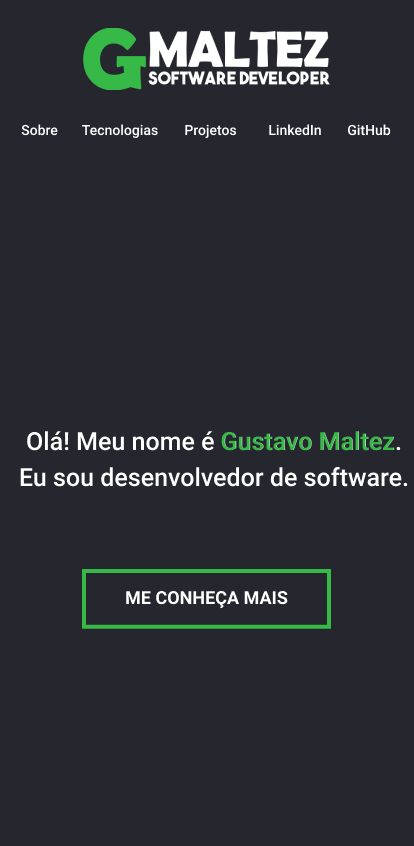 GMALTEZ
SOFTWARE DEVELOPER
Sobre Tecnologias Projetos LinkedIn GitHub
Olá! Meu nome é Gustavo Maltez.
Eu sou desenvolvedor de software.
ME CONHEÇA MAIS